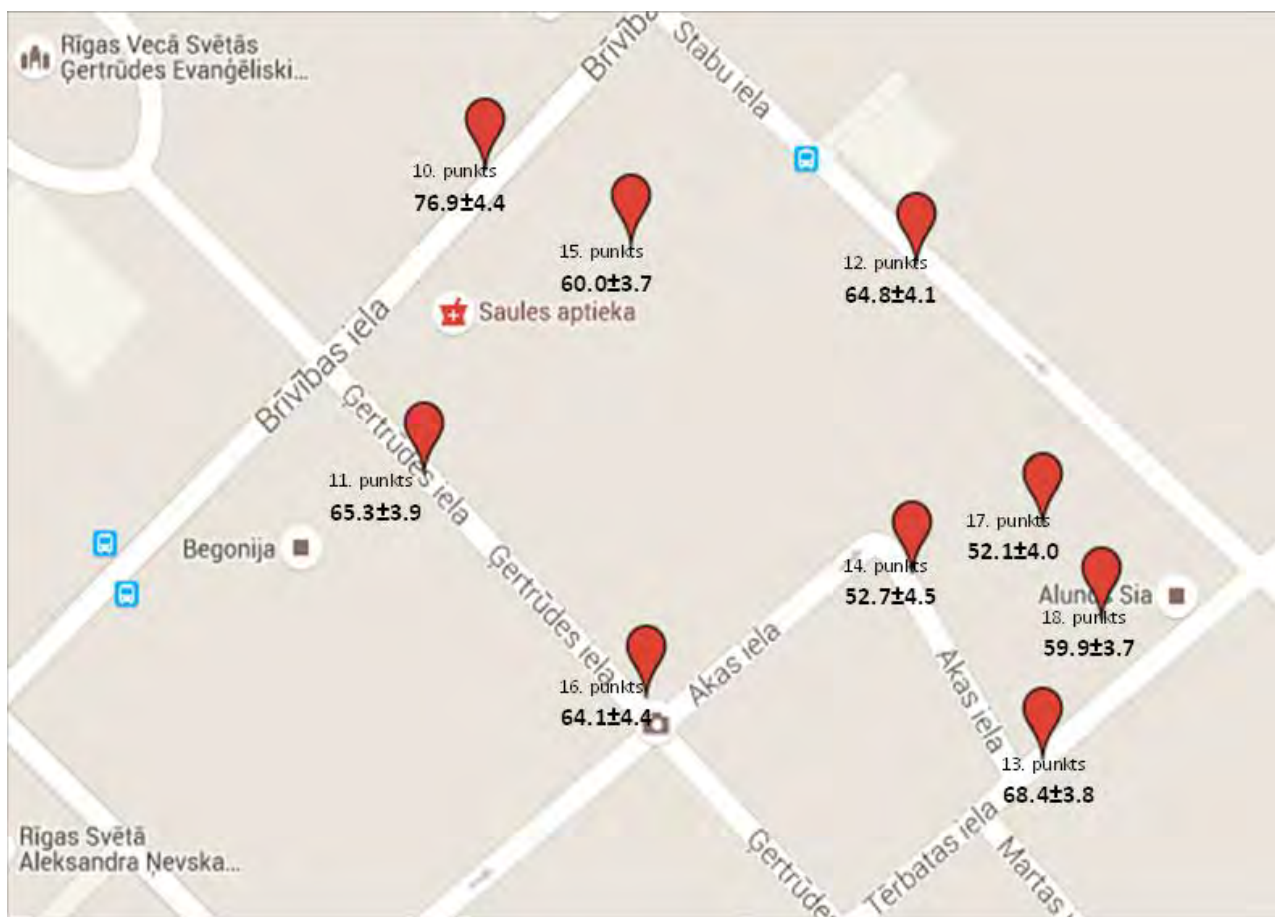 Rīgas Vecā Svētās
Ģertrūdes Evaņģēliski...
Brīvība
Stabu iela
10. punkts
76.9±4.4
15. punkts
60.0±3.7
12. punkts
64.8±4.1
Saules aptieka
Brīvības iela
Ģertrūdes iela
11. punkts
65.3±3.9
Begonija
Ģertrūdes iela
17. punkts
52.1±4.0
14. punkts
52.7±4.5
Alunos Sia
18. punkts
59.9±3.7
16. punkts
64.1±4.4
Akas iela
Akas iela
13. punkts
68.4±3.8
Rīgas Svētā
Aleksandra Ņevska...
Ģertrūdes
Tērbatas iela
Martas